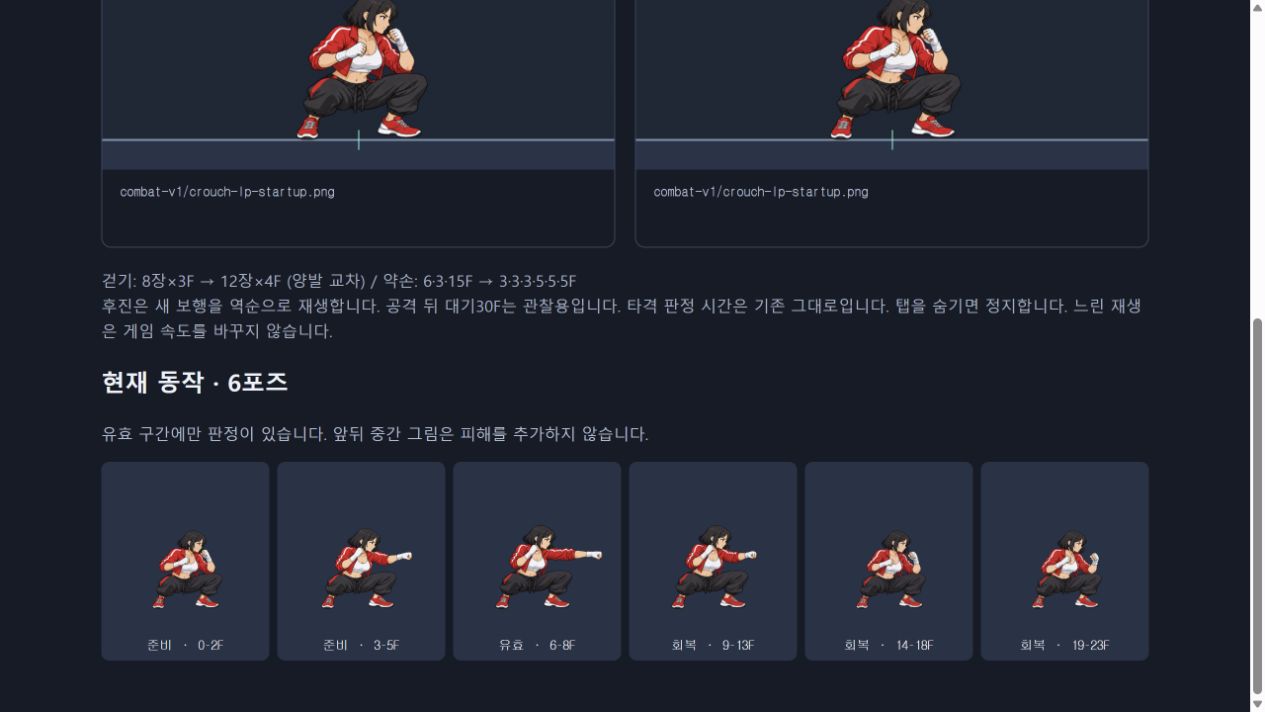 combat-v1/crouch-lp-startup.png
combat-v1/crouch-lp-startup.png
걷기: 8장×3F → 12장×4F (양발 교차) / 약손: 6·3·15F → 3·3·3·5·5·5F
후진은 새 보행을 역순으로 재생합니다. 공격 뒤 대기30F는 관찰용입니다. 타격 판정 시간은 기존 그대로입니다. 탭을 숨기면 정지합니다. 느린 재생
은 게임 속도를 바꾸지 않습니다.
현재 동작 · 6포즈
유효 구간에만 판정이 있습니다. 앞뒤 중간 그림은 피해를 추가하지 않습니다.
준비 · 0-2F
준비 · 3-5F
유효 · 6-8F
회복 · 9-13F
회복 · 14-18F
회복 · 19-23F